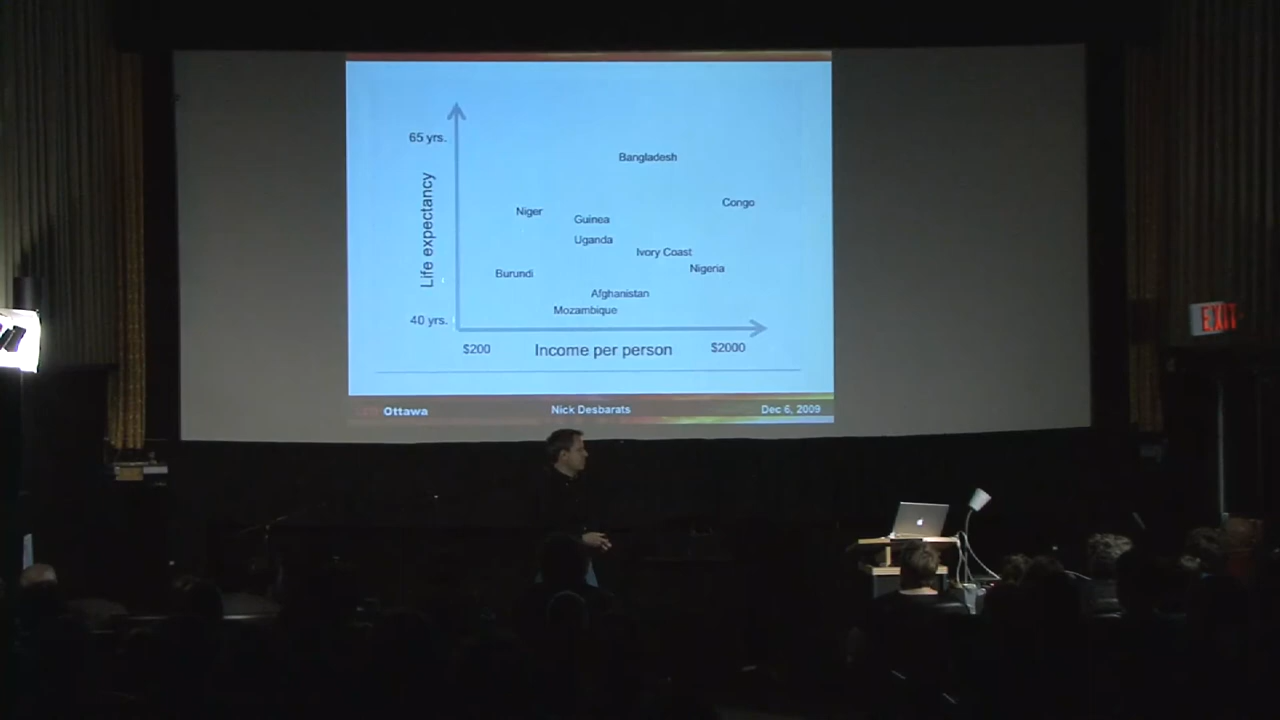 65 yrs.
Bangladesh
Congo
Niger
Guinea
Life expectancy
Uganda
Ivory Coast
Nigeria
Burundi
Afghanistan
Mozambique
40 yrs.
$200
Income per person
$2000
Ottawa
Nick Desbarats
Dec 6, 2009
EXIT